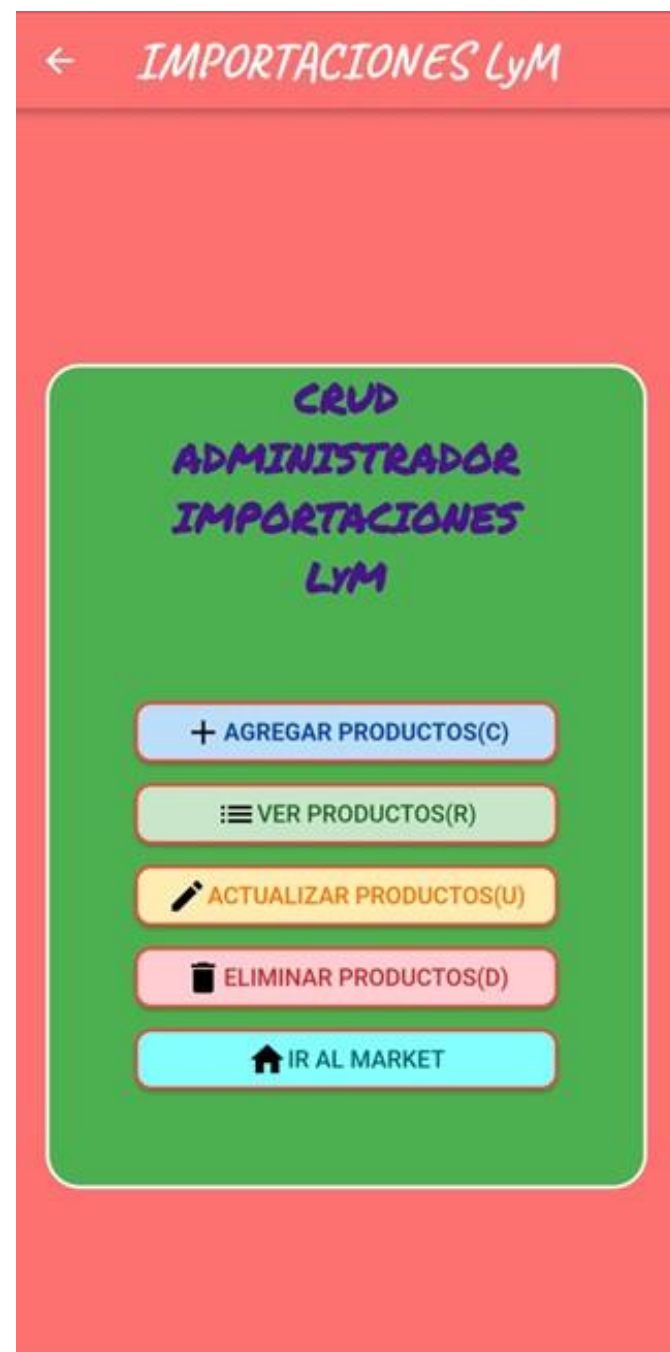 IMPORTACIONES LyM
CRUD
ADMINISTRADOR
IMPORTACIONES
LyM
AGREGAR PRODUCTOS(C)
VER PRODUCTOS(R)
ACTUALIZAR PRODUCTOS(U)
ELIMINAR PRODUCTOS(D)
IR AL MARKET